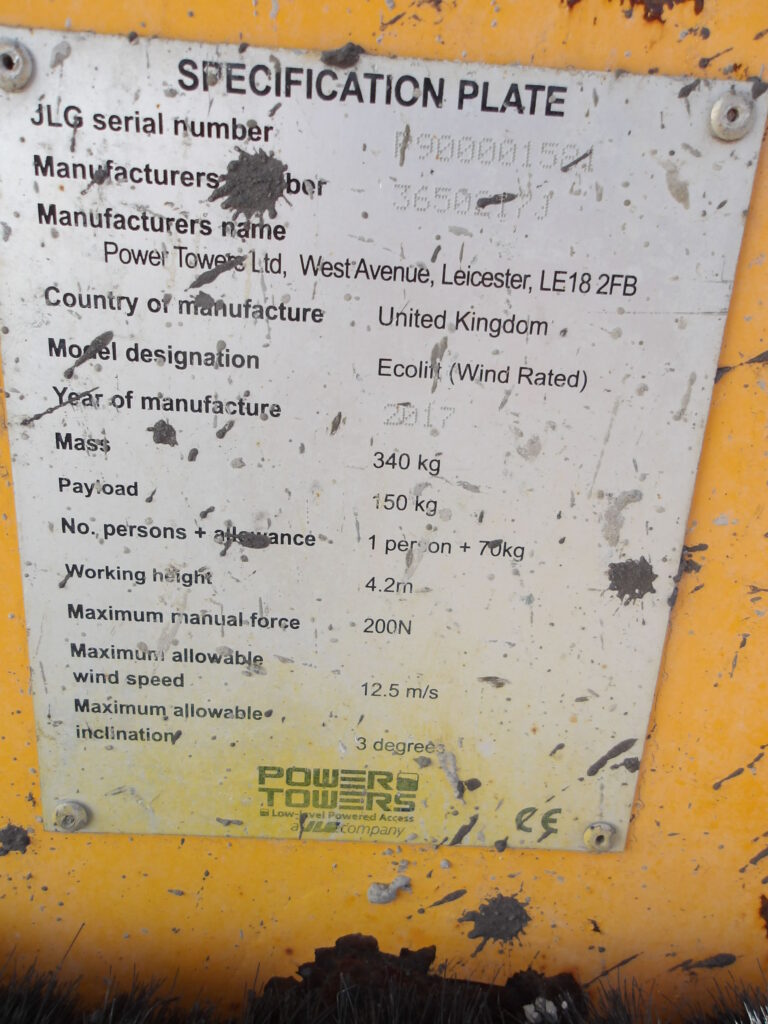 SPECIFICATION PLATE
JLG serial number
Manufacturers
Manufacturers name
Power Towers Ltd, West Avenue, Leicester, LE18 2FB
Country of manufacture United Kingdom
Model designation Ecolift (Wind Rated)
Year of manufacture 2017
Mass 340 kg
Payload 150 kg
No. persons + allowance 1 person + 70kg
Working height 4.2m
Maximum manual force 200N
Maximum allowable
wind speed 12.5 m/s
Maximum allowable
inclination 3 degrees
POWER
TOWERS
Low-level Powered Access
a JLG company
CE